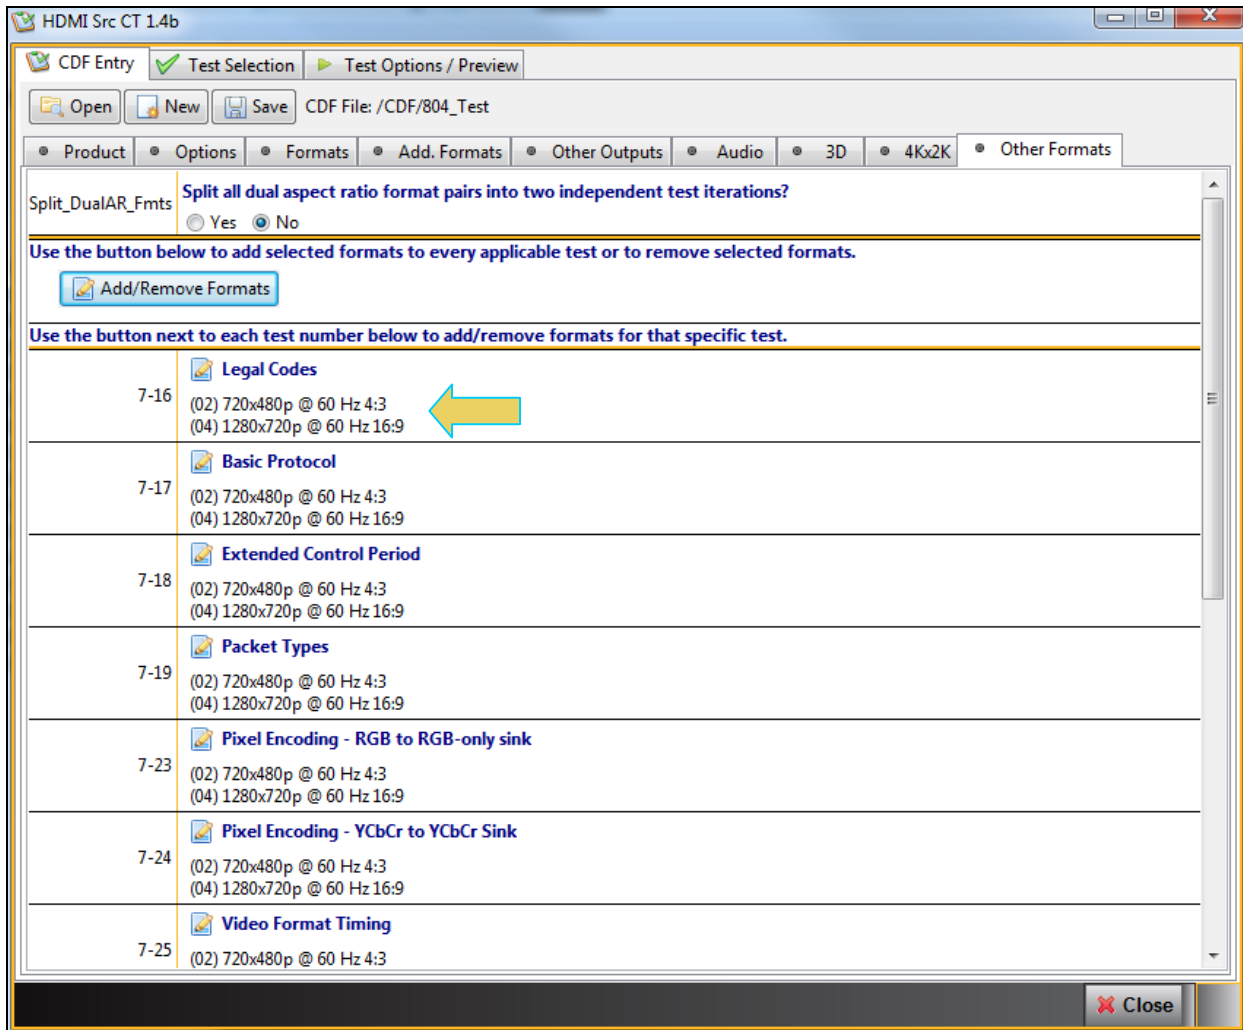 HDMI Src CT 1.4b
CDF Entry Test Selection Test Options / Preview
Open New Save CDF File: /CDF/804_Test
Product Options Formats Add. Formats Other Outputs Audio 3D 4Kx2K Other Formats
Split_DualAR_Fmts
Split all dual aspect ratio format pairs into two independent test iterations?
Yes No
Use the button below to add selected formats to every applicable test or to remove selected formats.
Add/Remove Formats
Use the button next to each test number below to add/remove formats for that specific test.
7-16
Legal Codes
(02) 720x480p @ 60 Hz 4:3
(04) 1280x720p @ 60 Hz 16:9
7-17
Basic Protocol
(02) 720x480p @ 60 Hz 4:3
(04) 1280x720p @ 60 Hz 16:9
7-18
Extended Control Period
(02) 720x480p @ 60 Hz 4:3
(04) 1280x720p @ 60 Hz 16:9
7-19
Packet Types
(02) 720x480p @ 60 Hz 4:3
(04) 1280x720p @ 60 Hz 16:9
7-23
Pixel Encoding - RGB to RGB-only sink
(02) 720x480p @ 60 Hz 4:3
(04) 1280x720p @ 60 Hz 16:9
7-24
Pixel Encoding - YCbCr to YCbCr Sink
(02) 720x480p @ 60 Hz 4:3
(04) 1280x720p @ 60 Hz 16:9
7-25
Video Format Timing
(02) 720x480p @ 60 Hz 4:3
Close